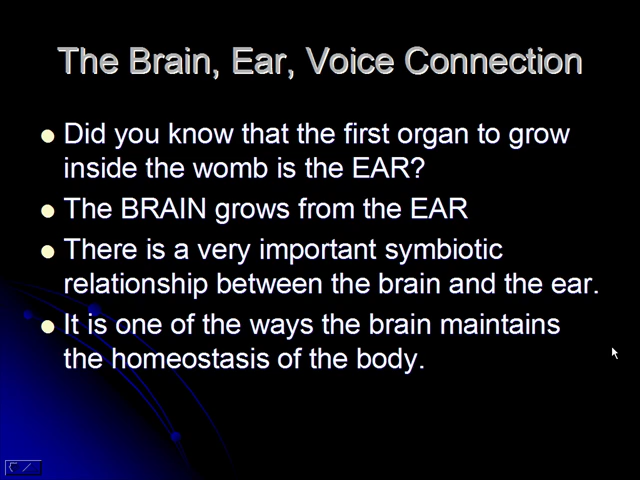 The Brain, Ear, Voice Connection
Did you know that the first organ to grow
inside the womb is the EAR?
The BRAIN grows from the EAR
There is a very important symbiotic
relationship between the brain and the ear.
It is one of the ways the brain maintains
the homeostasis of the body.